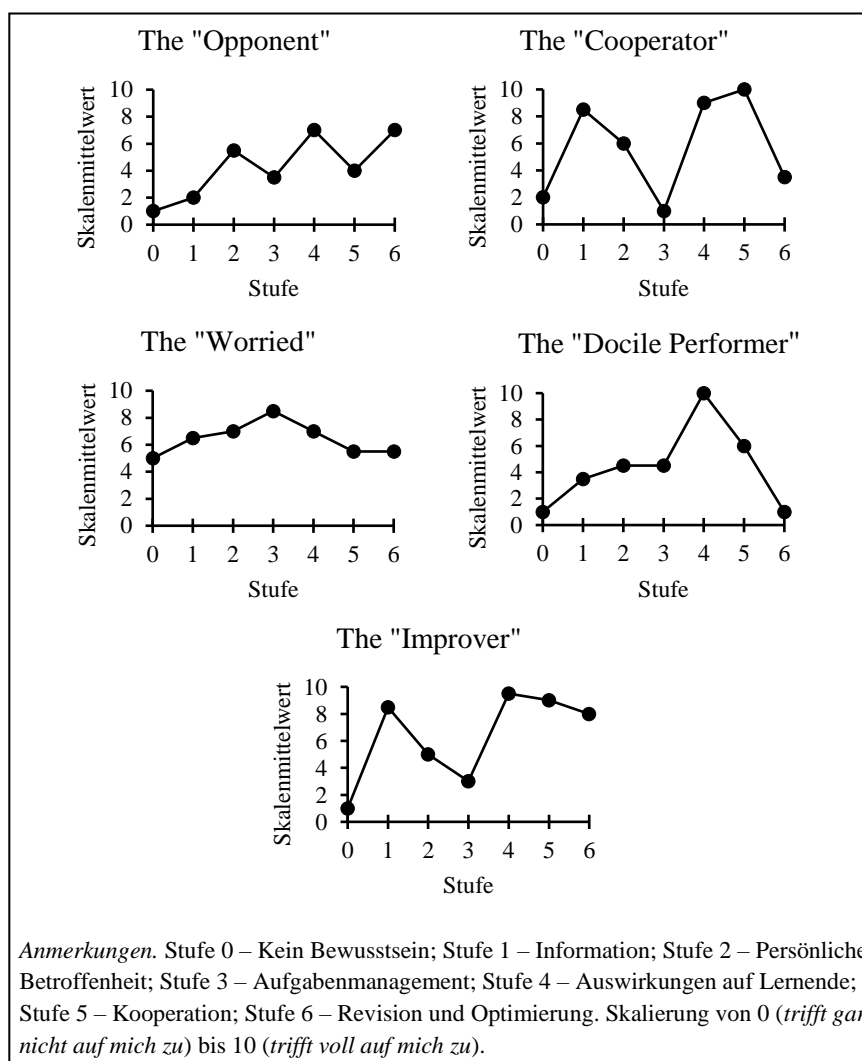 The "Opponent"
10
8
6
4
2
0
Skalenmittelwert
0 1 2 3 4 5 6
Stufe
The "Cooperator"
10
8
6
4
2
0
Skalenmittelwert
0 1 2 3 4 5 6
Stufe
The "Worried"
10
8
6
4
2
0
Skalenmittelwert
0 1 2 3 4 5 6
Stufe
The "Docile Performer"
10
8
6
4
2
0
Skalenmittelwert
0 1 2 3 4 5 6
Stufe
The "Improver"
10
8
6
4
2
0
Skalenmittelwert
0 1 2 3 4 5 6
Stufe
Anmerkungen. Stufe 0 – Kein Bewusstsein; Stufe 1 – Information; Stufe 2 – Persönliche
Betroffenheit; Stufe 3 – Aufgabenmanagement; Stufe 4 – Auswirkungen auf Lernende;
Stufe 5 – Kooperation; Stufe 6 – Revision und Optimierung. Skalierung von 0 (trifft gar
nicht auf mich zu) bis 10 (trifft voll auf mich zu).